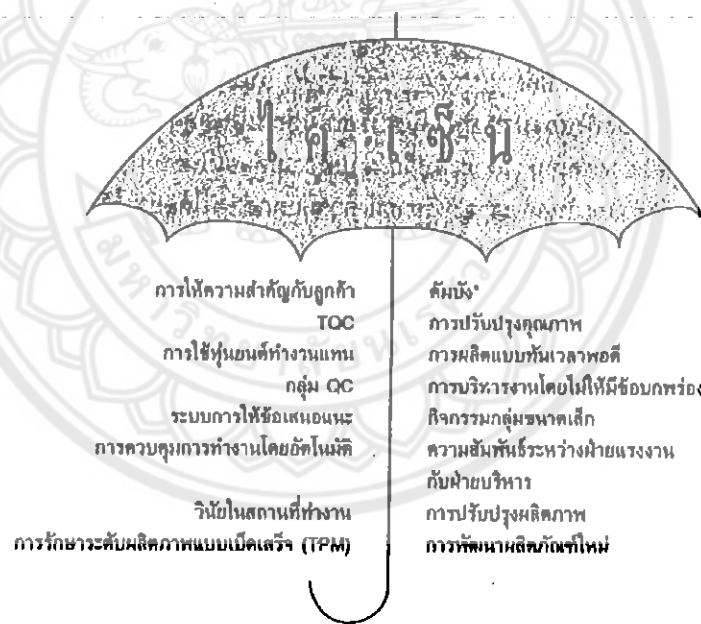 ไคเซ็น
การให้ความสำคัญกับลูกค้า
TQC
การใช้หุ่นยนต์ทำงานแทน
กลุ่ม QC
ระบบการให้ข้อเสนอแนะ
การควบคุมการทำงานโดยอัตโนมัติ
วินัยในสถานที่ทำงาน
การรักษาระดับผลิตภาพแบบเบ็ดเสร็จ (TPM)
คัมบัง*
การปรับปรุงคุณภาพ
การผลิตแบบทันเวลาพอดี
การบริหารงานโดยไม่ให้มีข้อบกพร่อง
กิจกรรมกลุ่มขนาดเล็ก
ความสัมพันธ์ระหว่างฝ่ายแรงงาน
กับฝ่ายบริหาร
การปรับปรุงผลิตภาพ
การพัฒนาผลิตภัณฑ์ใหม่